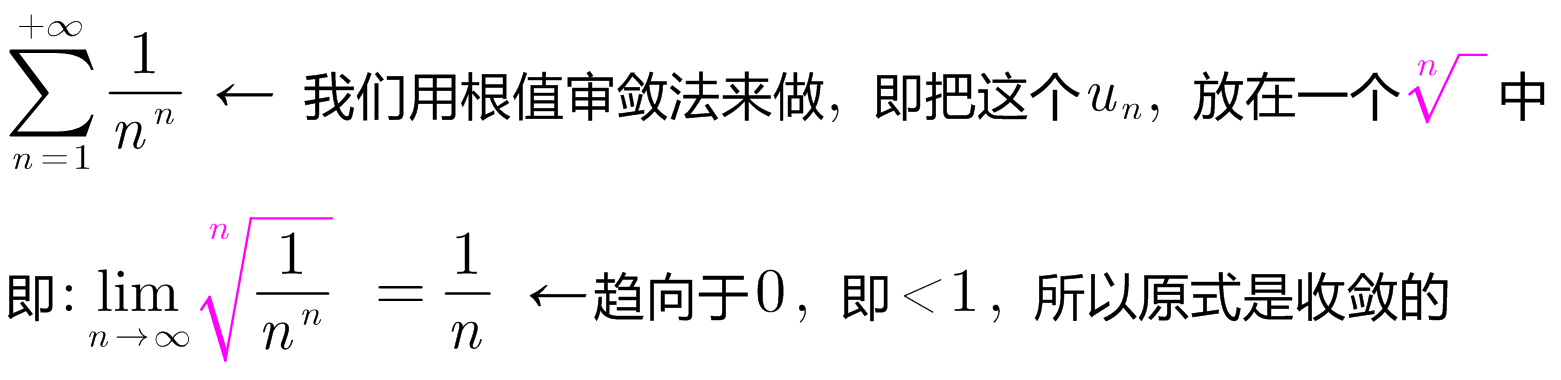 $\sum_{n=1}^{+\infty} \frac{1}{n^n}$ ← 我们用根值审敛法来做，即把这个$u_n$，放在一个$\sqrt[n]{\ }$ 中
即：$\lim_{n \to \infty} \sqrt[n]{\frac{1}{n^n}} = \frac{1}{n}$ ←趋向于0，即<1，所以原式是收敛的